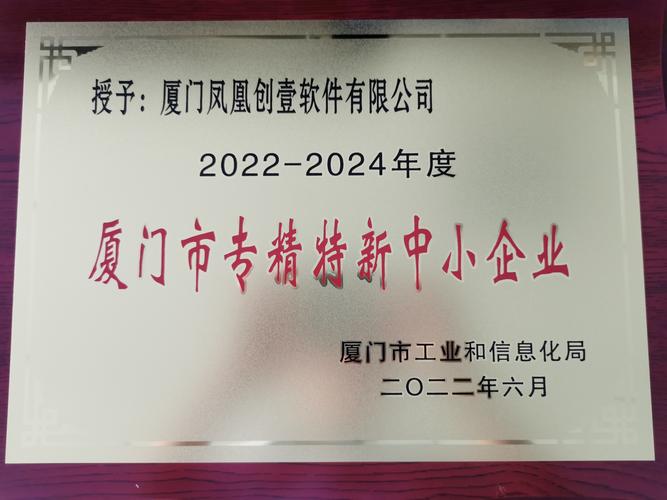 授予：厦门凤凰创壹软件有限公司
2022-2024年度
厦门市专精特新中小企业
厦门市工业和信息化局
二〇二二年六月